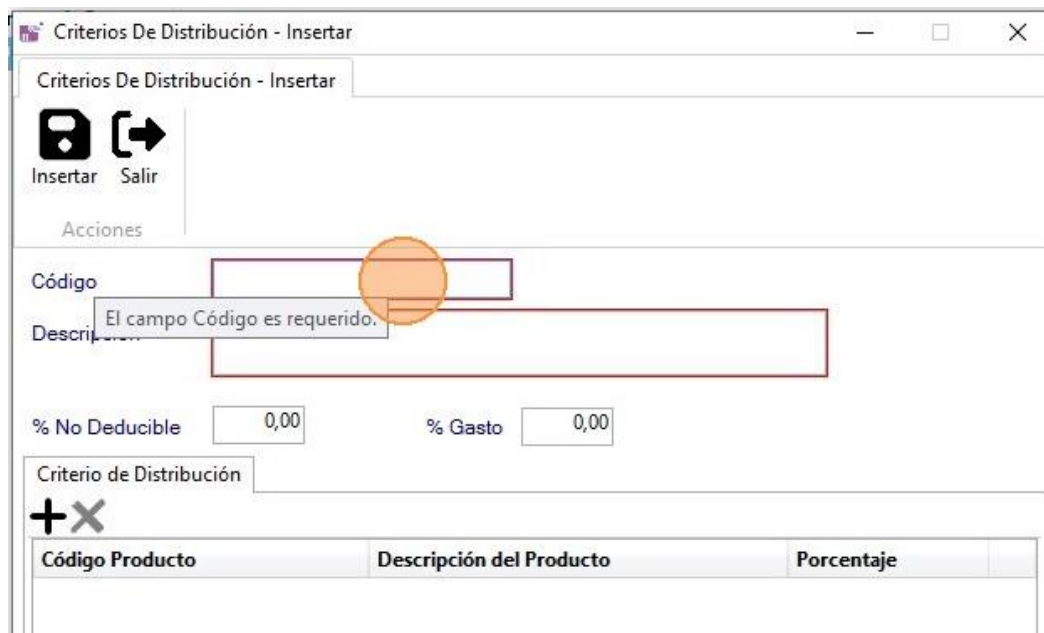 Criterios De Distribución - Insertar
Criterios De Distribución - Insertar
Insertar Salir
Acciones
Código
El campo Código es requerido.
Descripción
% No Deducible 0,00 % Gasto 0,00
Criterio de Distribución
Código Producto Descripción del Producto Porcentaje